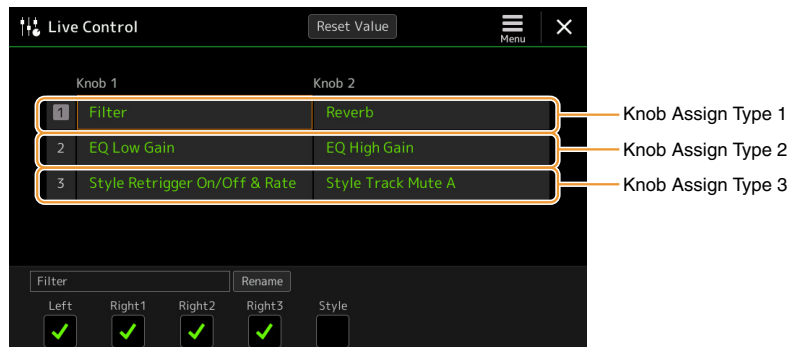 Live Control Reset Value Menu
Knob 1 Knob 2
1 Filter Reverb Knob Assign Type 1
2 EQ Low Gain EQ High Gain Knob Assign Type 2
3 Style Retrigger On/Off & Rate Style Track Mute A Knob Assign Type 3
Filter Rename
Left Right1 Right2 Right3 Style